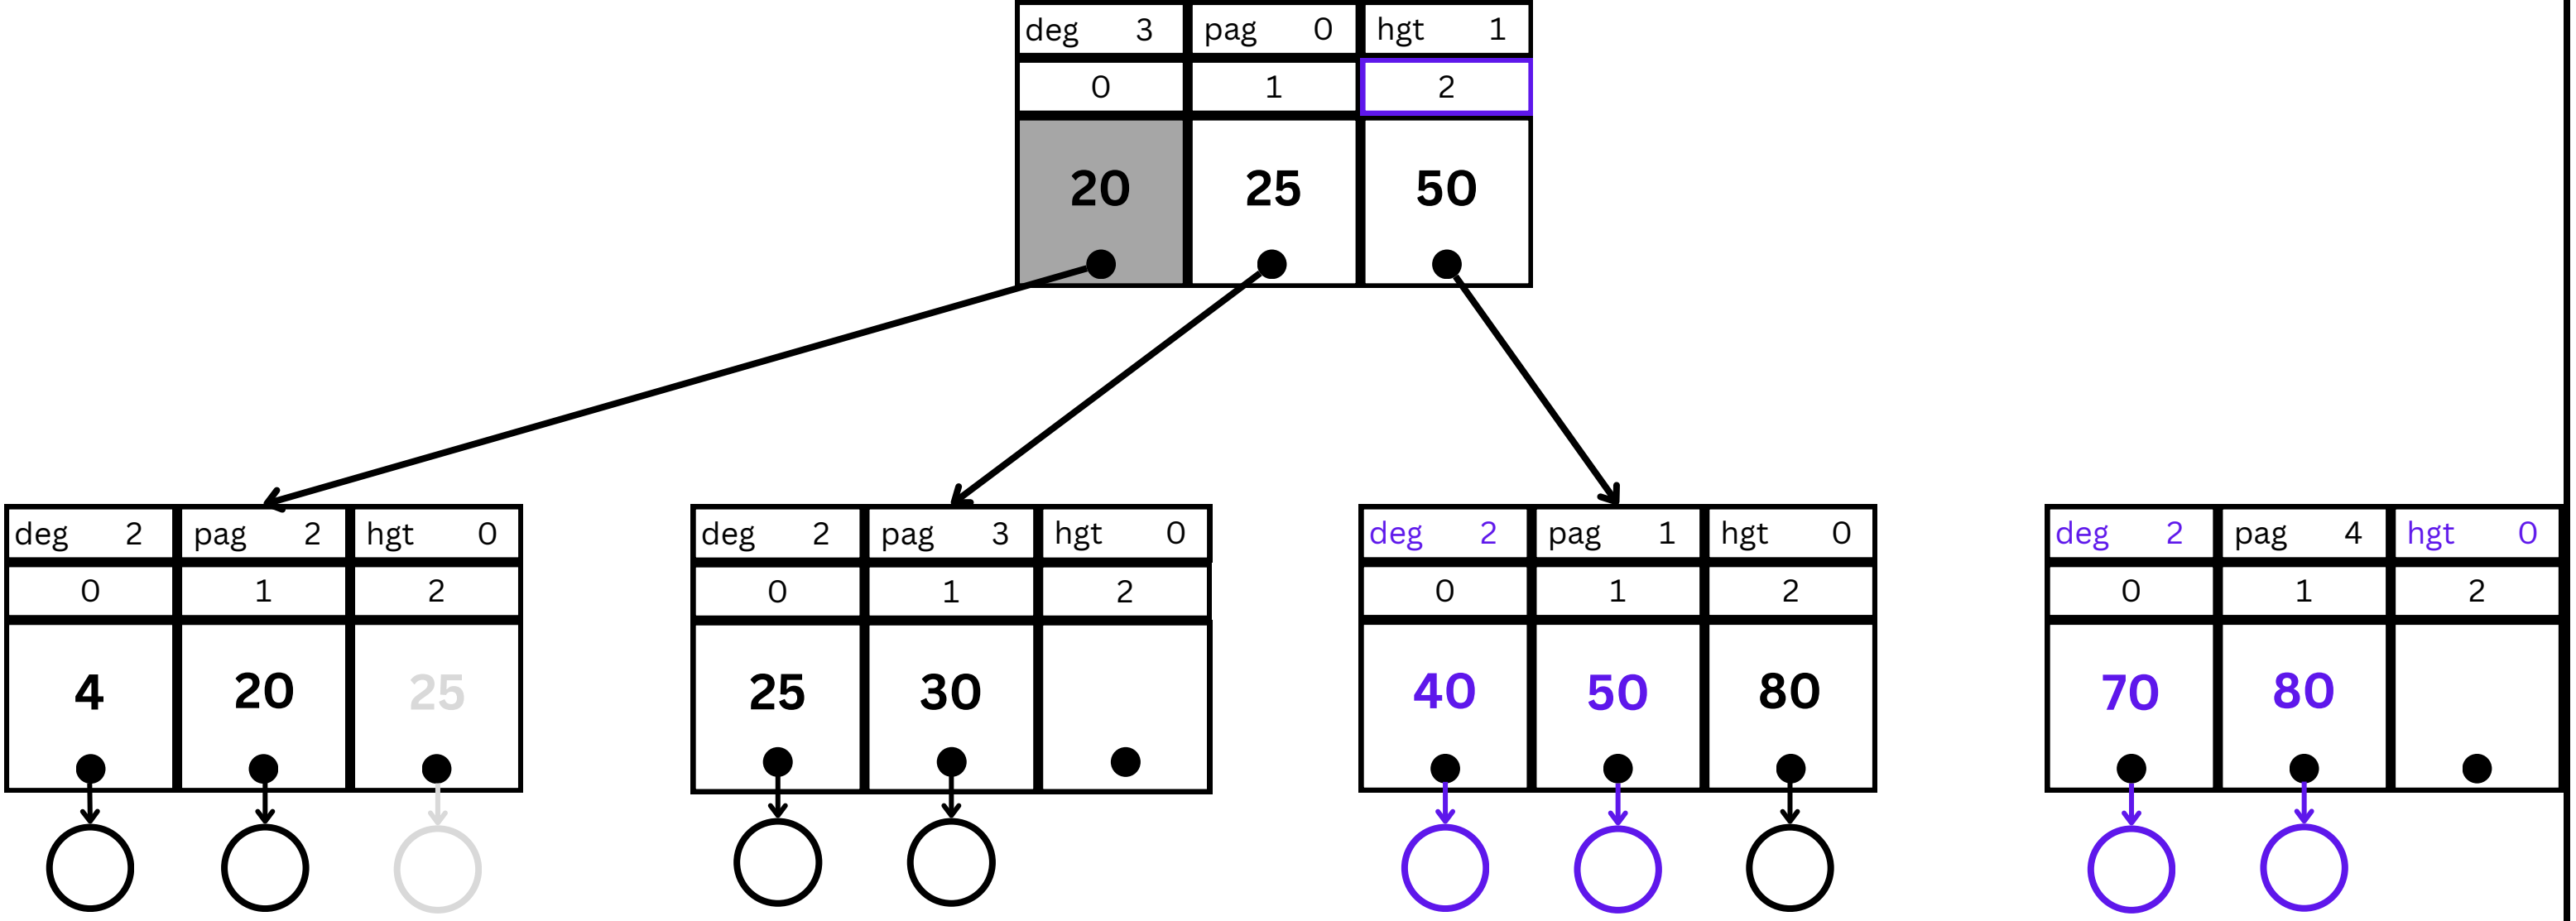 deg 3 pag 0 hgt 1
0 1 2
20 25 50
deg 2 pag 2 hgt 0 deg 2 pag 3 hgt 0 deg 2 pag 1 hgt 0 deg 2 pag 4 hgt 0
0 1 2 0 1 2 0 1 2 0 1 2
4 20 25 25 30 40 50 80 70 80